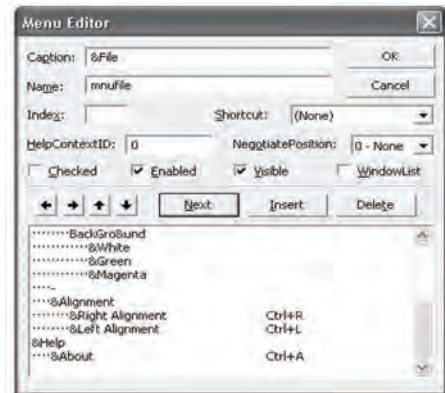 Menu Editor
Caption: &File
OK
Name: mnufile
Cancel
Index:
Shortcut: (None)
HelpContextID: 0
NegotiatePosition: 0 - None
Checked
Enabled
Visible
WindowList
Next
Insert
Delete
········BackGro&und
············&White
············&Green
············&Magenta
····-
····&Alignment
········&Right Alignment Ctrl+R
········&Left Alignment Ctrl+L
&Help
····&About Ctrl+A